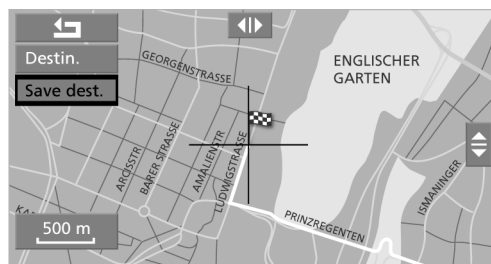 Destin.
Save dest.
GEORGENSTRASSE
ENGLISCHER
GARTEN
ARCISSTR
BARER STRASSE
AMALIENSTR
LUDWIGSTRASSE
ISMANINGER
PRINZREGENTEN
500 m